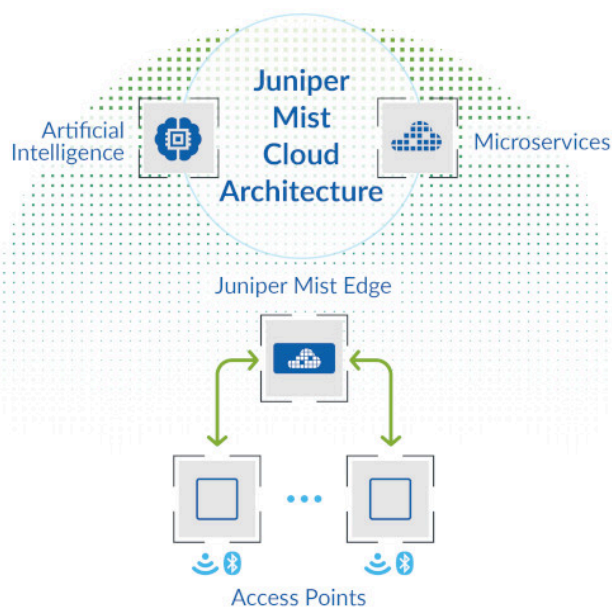 Juniper
Mist
Cloud
Architecture
Artificial
Intelligence
Microservices
Juniper Mist Edge
Access Points